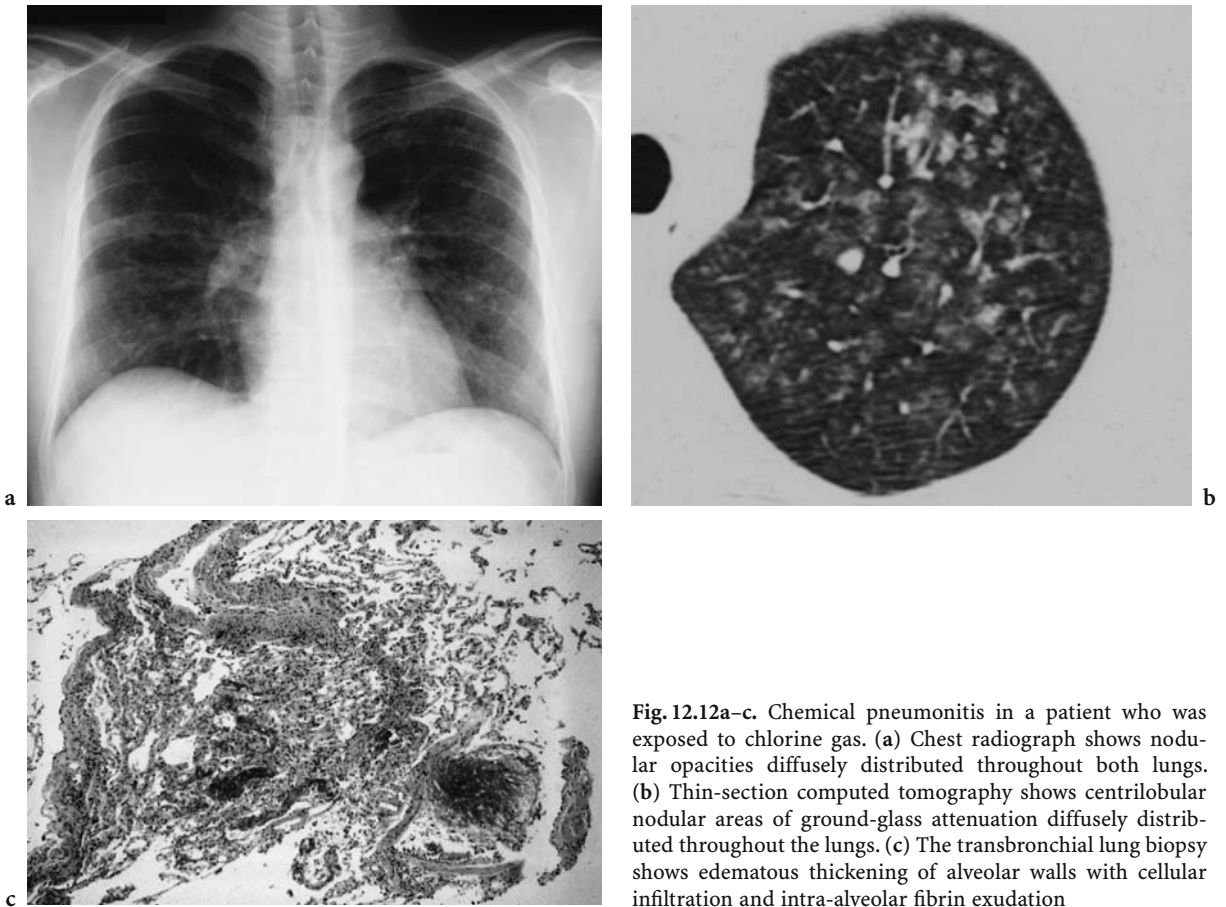 a
b
c
Fig. 12.12a–c. Chemical pneumonitis in a patient who was
exposed to chlorine gas. (a) Chest radiograph shows nodu-
lar opacities diffusely distributed throughout both lungs.
(b) Thin-section computed tomography shows centrilobular
nodular areas of ground-glass attenuation diffusely distrib-
uted throughout the lungs. (c) The transbronchial lung biopsy
shows edematous thickening of alveolar walls with cellular
infiltration and intra-alveolar fibrin exudation